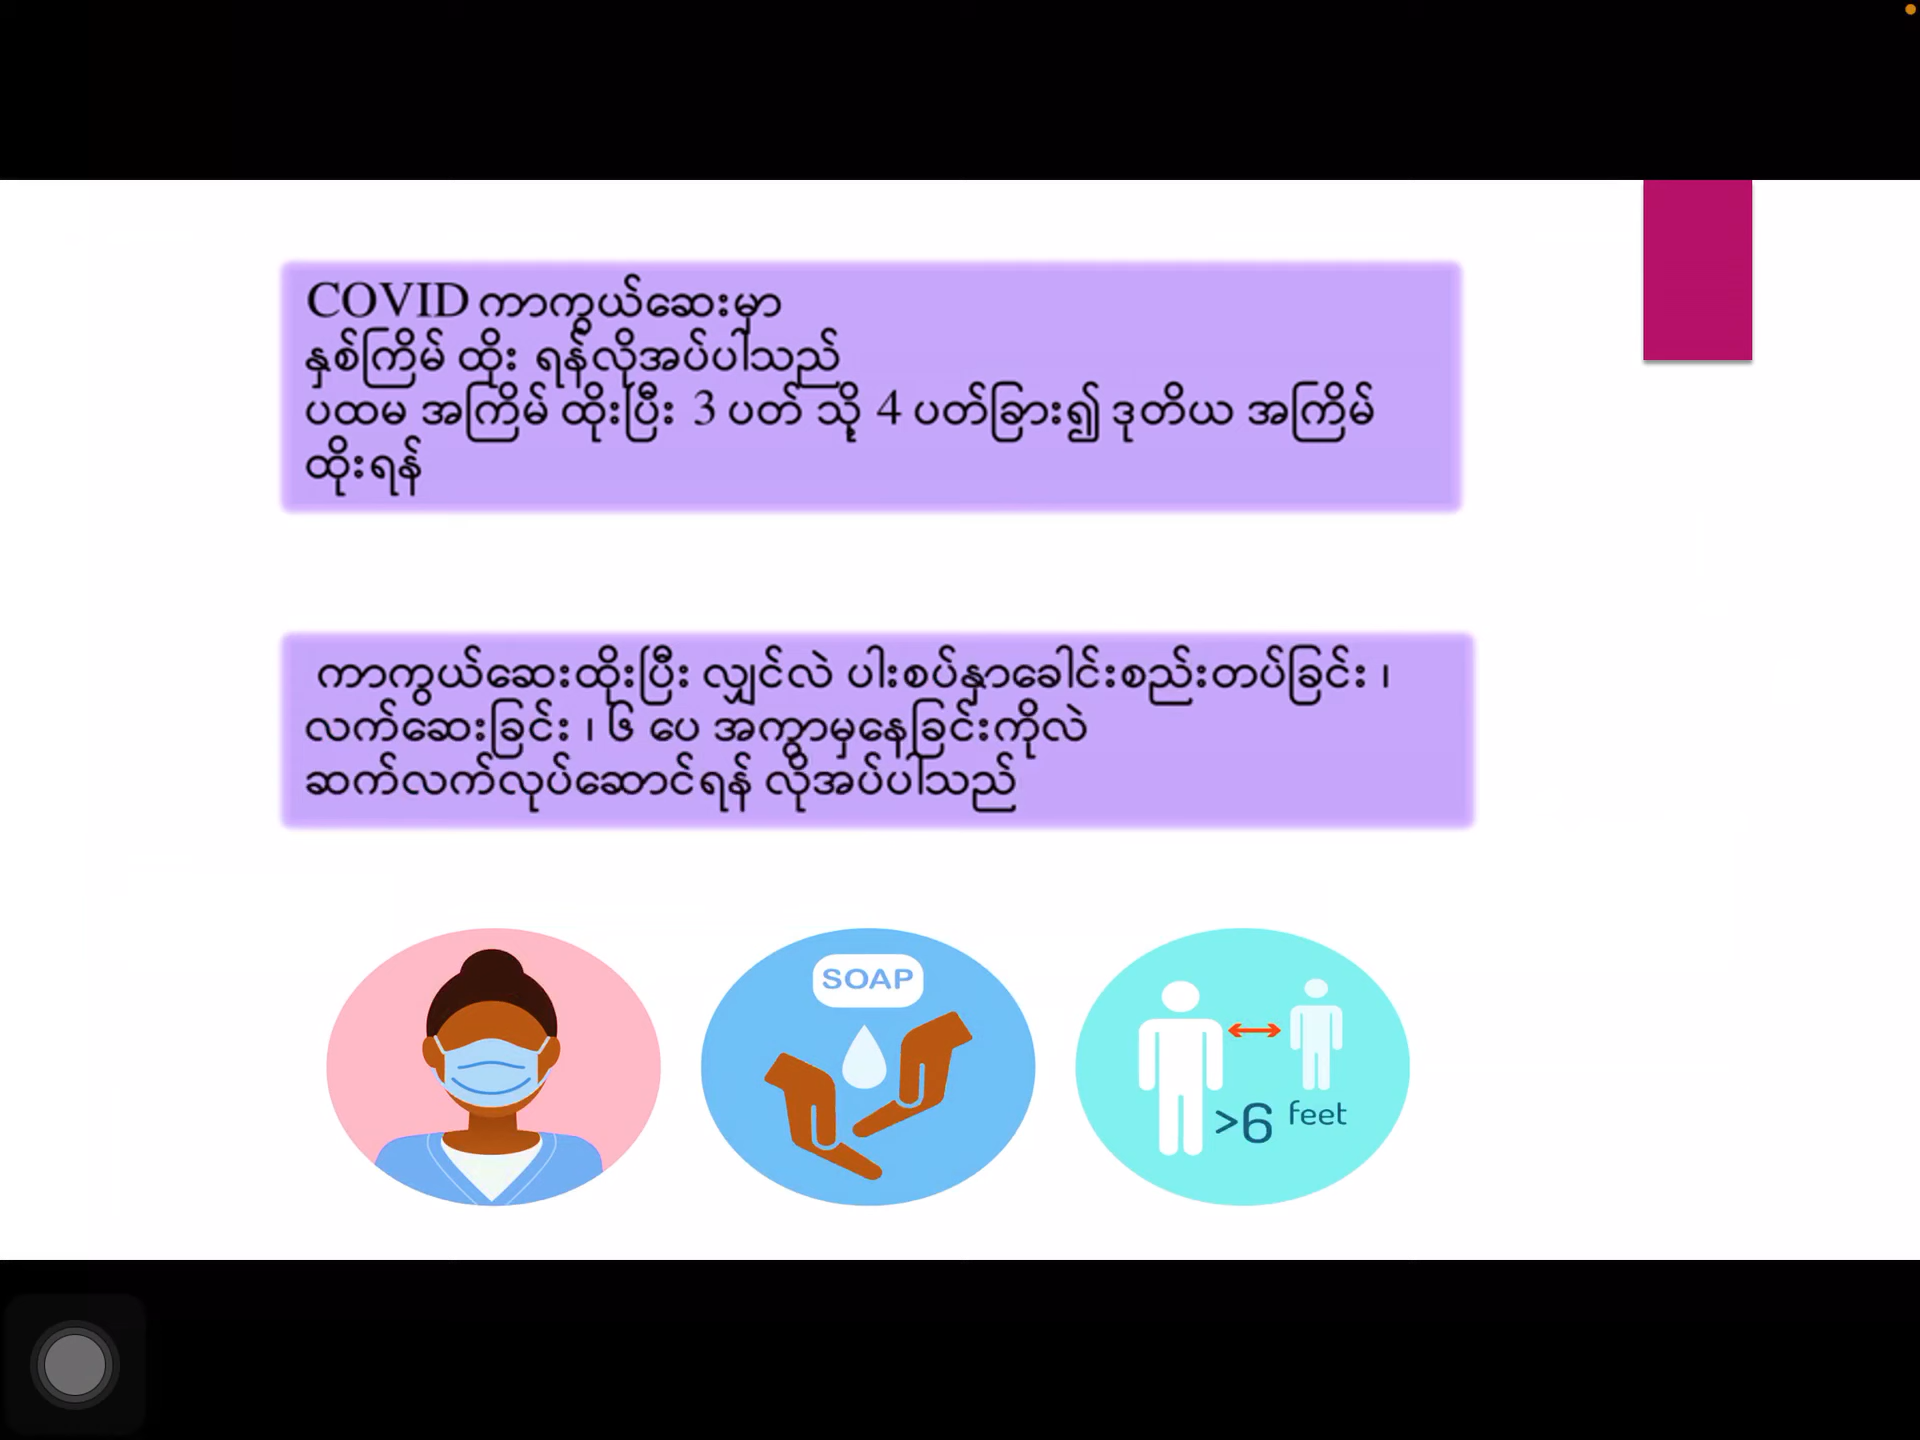 COVID ကာကွယ်ဆေးမှာ
နှစ်ကြိမ် ထိုး ရန်လိုအပ်ပါသည်
ပထမ အကြိမ် ထိုးပြီး 3 ပတ် သို့ 4 ပတ်ခြား၍ ဒုတိယ အကြိမ်
ထိုးရန်
ကာကွယ်ဆေးထိုးပြီး လျှင်လဲ ပါးစပ်နှာခေါင်းစည်းတပ်ခြင်း ၊
လက်ဆေးခြင်း ၊ ၆ ပေ အကွာမှနေခြင်းကိုလဲ
ဆက်လက်လုပ်ဆောင်ရန် လိုအပ်ပါသည်
SOAP
>6 feet